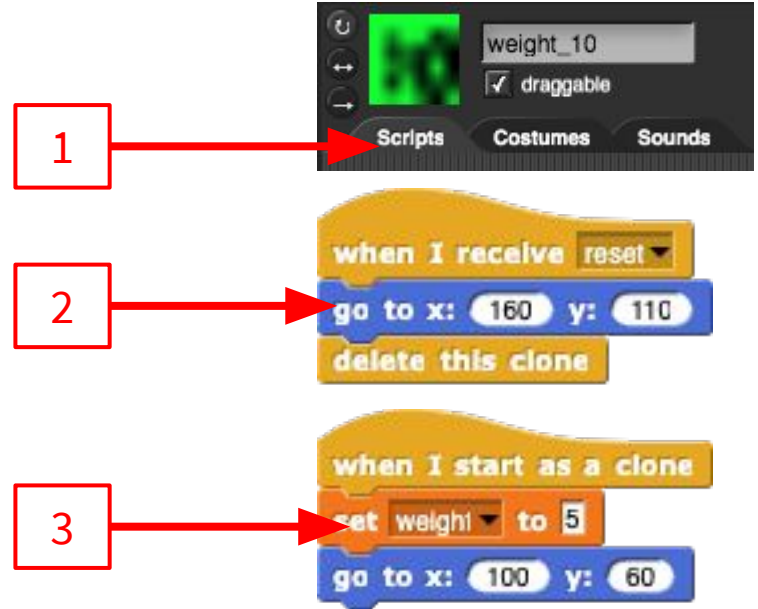 weight_10
draggable
1
Scripts Costumes Sounds
when I receive reset
2
go to x: 160 y: 110
delete this clone
when I start as a clone
3
set weight to 5
go to x: 100 y: 60